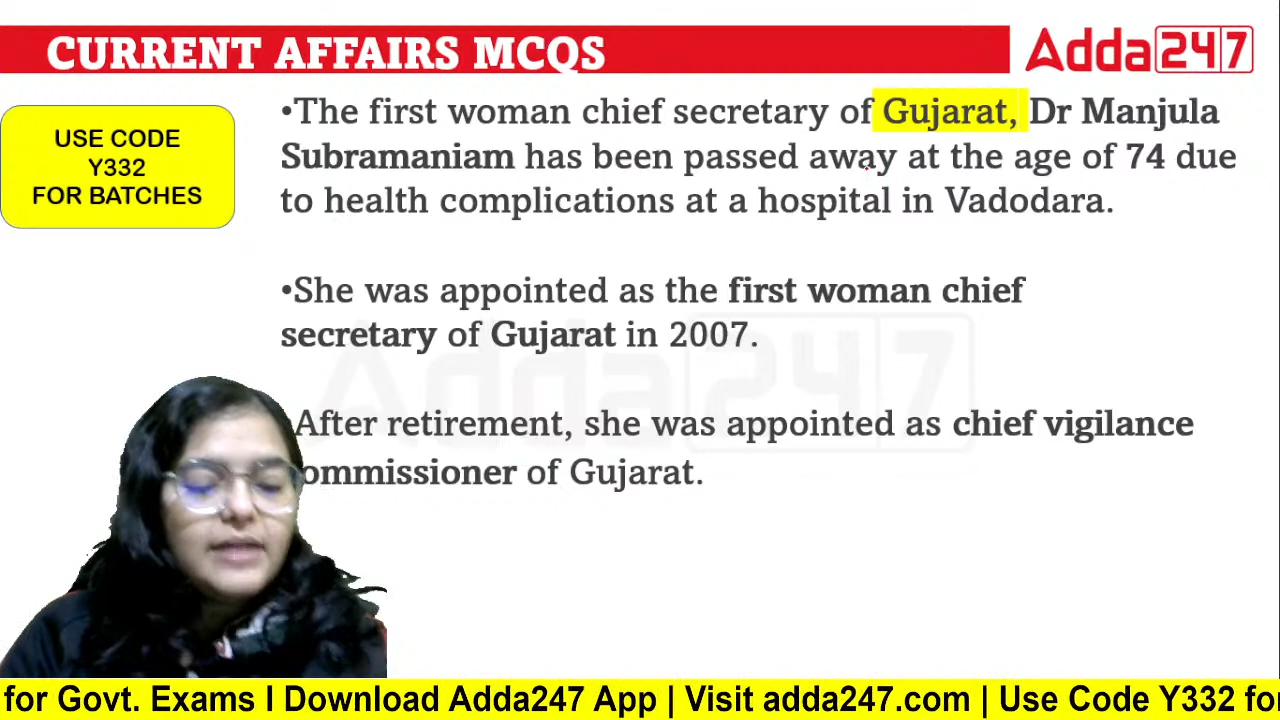 CURRENT AFFAIRS MCQS
Adda247
USE CODE
Y332
FOR BATCHES
•The first woman chief secretary of Gujarat, Dr Manjula
Subramaniam has been passed away at the age of 74 due
to health complications at a hospital in Vadodara.
•She was appointed as the first woman chief
secretary of Gujarat in 2007.
After retirement, she was appointed as chief vigilance
ommissioner of Gujarat.
Adda247
for Govt. Exams I Download Adda247 App | Visit adda247.com | Use Code Y332 for